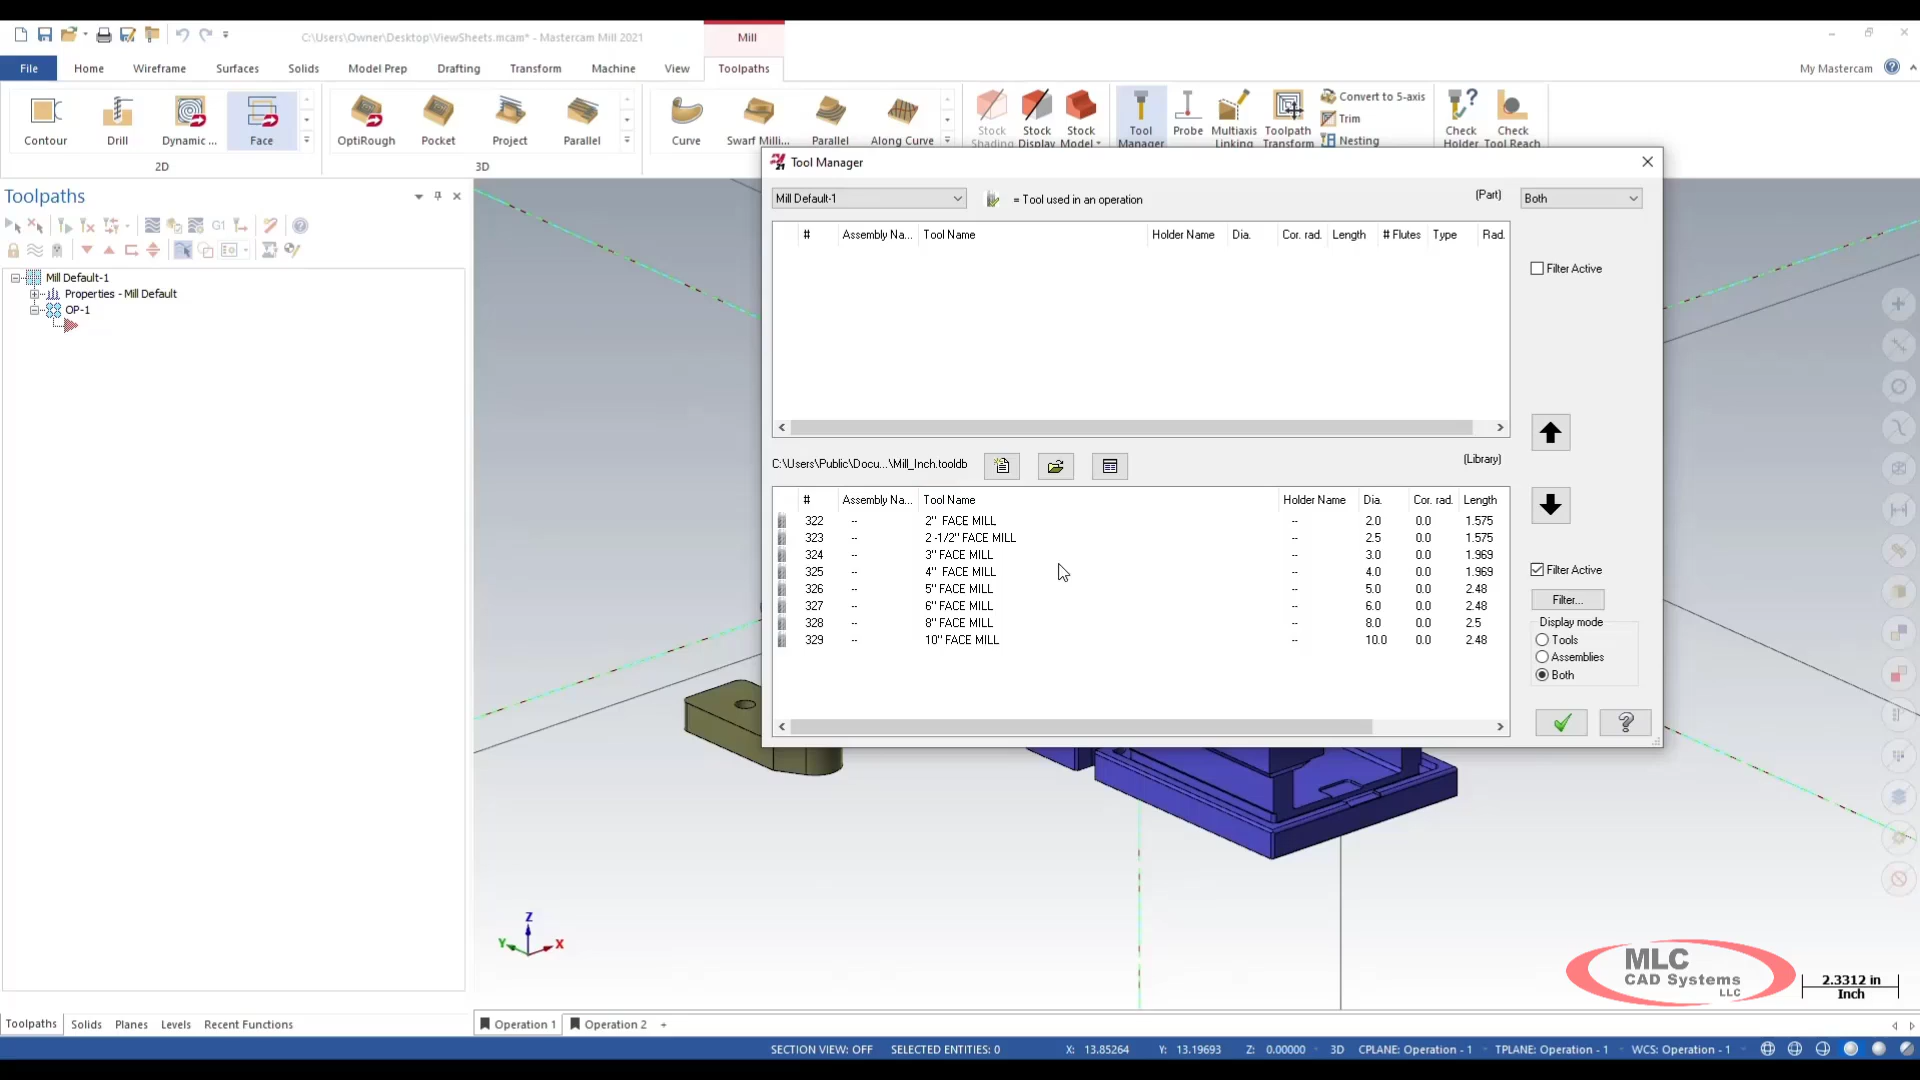 C:\Users\Owner\Desktop\ViewSheets.mcam* - Mastercam Mill 2021
Mill
File Home Wireframe Surfaces Solids Model Prep Drafting Transform Machine View Toolpaths My Mastercam
Contour Drill Dynamic ... Face
2D
OptiRough Pocket Project Parallel
3D
Curve Swarf Milli... Parallel Along Curve
Stock Shading
Stock Display
Stock Model
Tool Manager
Probe
Multiaxis Linking
Toolpath Transform
Convert to 5-axis
Trim
Nesting
Check Holder
Check Tool Reach
Toolpaths
G1
Mill Default-1
Properties - Mill Default
OP-1
Tool Manager
Mill Default-1 = Tool used in an operation (Part) Both
# Assembly Na... Tool Name Holder Name Dia. Cor. rad. Length # Flutes Type Rad.
Filter Active
C:\Users\Public\Docu...\Mill_Inch.tooldb (Library)
# Assembly Na... Tool Name Holder Name Dia. Cor. rad. Length
322 -- 2" FACE MILL -- 2.0 0.0 1.575
323 -- 2 -1/2" FACE MILL -- 2.5 0.0 1.575
324 -- 3" FACE MILL -- 3.0 0.0 1.969
325 -- 4" FACE MILL -- 4.0 0.0 1.969
326 -- 5" FACE MILL -- 5.0 0.0 2.48
327 -- 6" FACE MILL -- 6.0 0.0 2.48
328 -- 8" FACE MILL -- 8.0 0.0 2.5
329 -- 10" FACE MILL -- 10.0 0.0 2.48
Filter Active
Filter...
Display mode
Tools
Assemblies
Both
Z
Y X
MLC
CAD Systems
LLC
2.3312 in
Inch
Toolpaths Solids Planes Levels Recent Functions
Operation 1 Operation 2 +
SECTION VIEW: OFF SELECTED ENTITIES: 0 X: 13.85264 Y: 13.19693 Z: 0.00000 3D CPLANE: Operation - 1 TPLANE: Operation - 1 WCS: Operation - 1